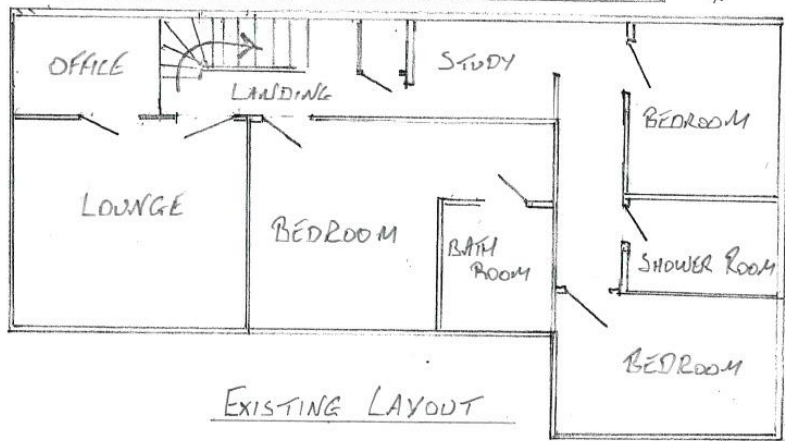 OFFICE
STUDY
LANDING
BEDROOM
LOUNGE
BEDROOM
BATH
ROOM
SHOWER ROOM
BEDROOM
EXISTING LAYOUT